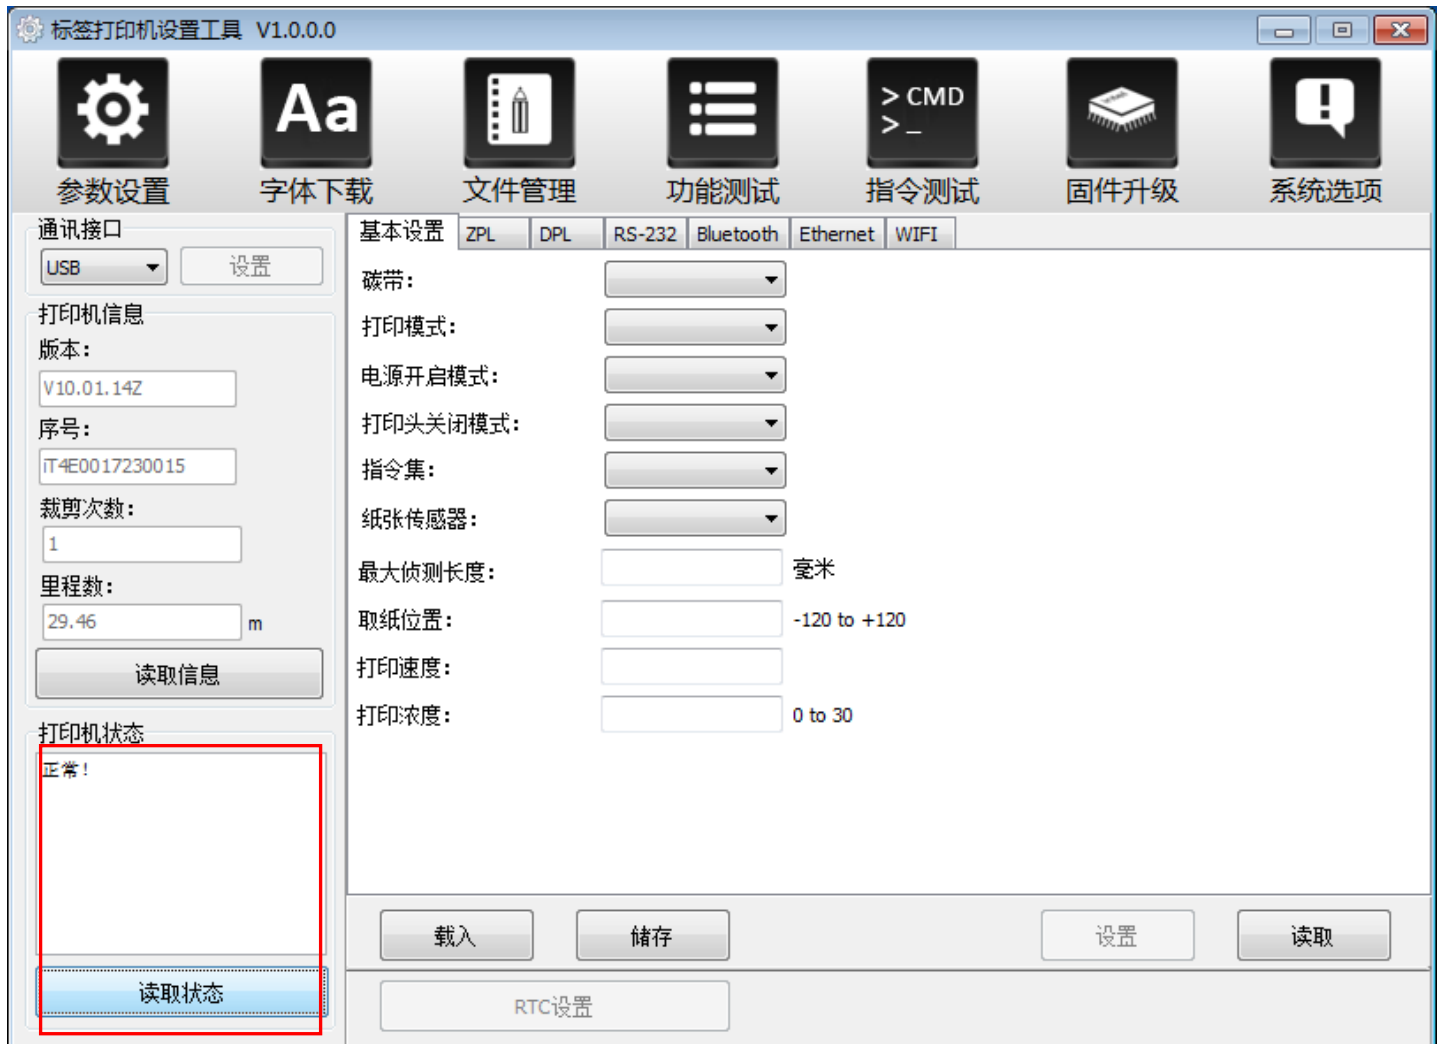 标签打印机设置工具 V1.0.0.0
Aa
> CMD
> _
参数设置 字体下载 文件管理 功能测试 指令测试 固件升级 系统选项
通讯接口
USB 设置
打印机信息
版本：
V10.01.14Z
序号：
iT4E0017230015
裁剪次数：
1
里程数：
29.46 m
读取信息
打印机状态
正常!
读取状态
基本设置 ZPL DPL RS-232 Bluetooth Ethernet WIFI
碳带：
打印模式：
电源开启模式：
打印头关闭模式：
指令集：
纸张传感器：
最大侦测长度： 毫米
取纸位置： -120 to +120
打印速度：
打印浓度： 0 to 30
载入 储存 设置 读取
RTC设置